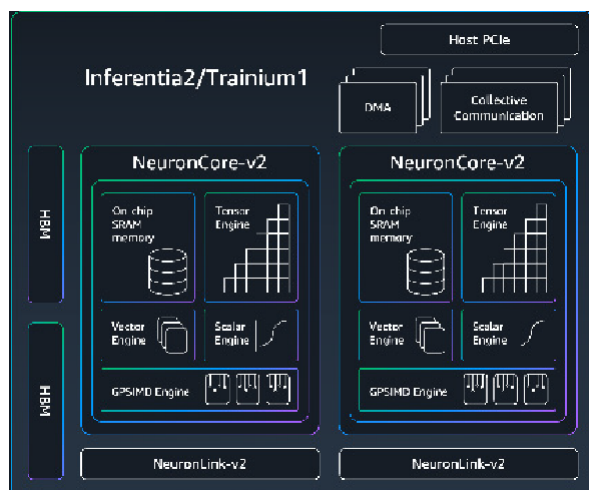 Host PCIe
Inferentia2/Trainium1
DMA
Collective
Communication
HBM
HBM
NeuronCore-v2
On chip
SRAM
memory
Tensor
Engine
Vector
Engine
Scalar
Engine
GPSIMD Engine
NeuronLink-v2
NeuronCore-v2
On chip
SRAM
memory
Tensor
Engine
Vector
Engine
Scalar
Engine
GPSIMD Engine
NeuronLink-v2